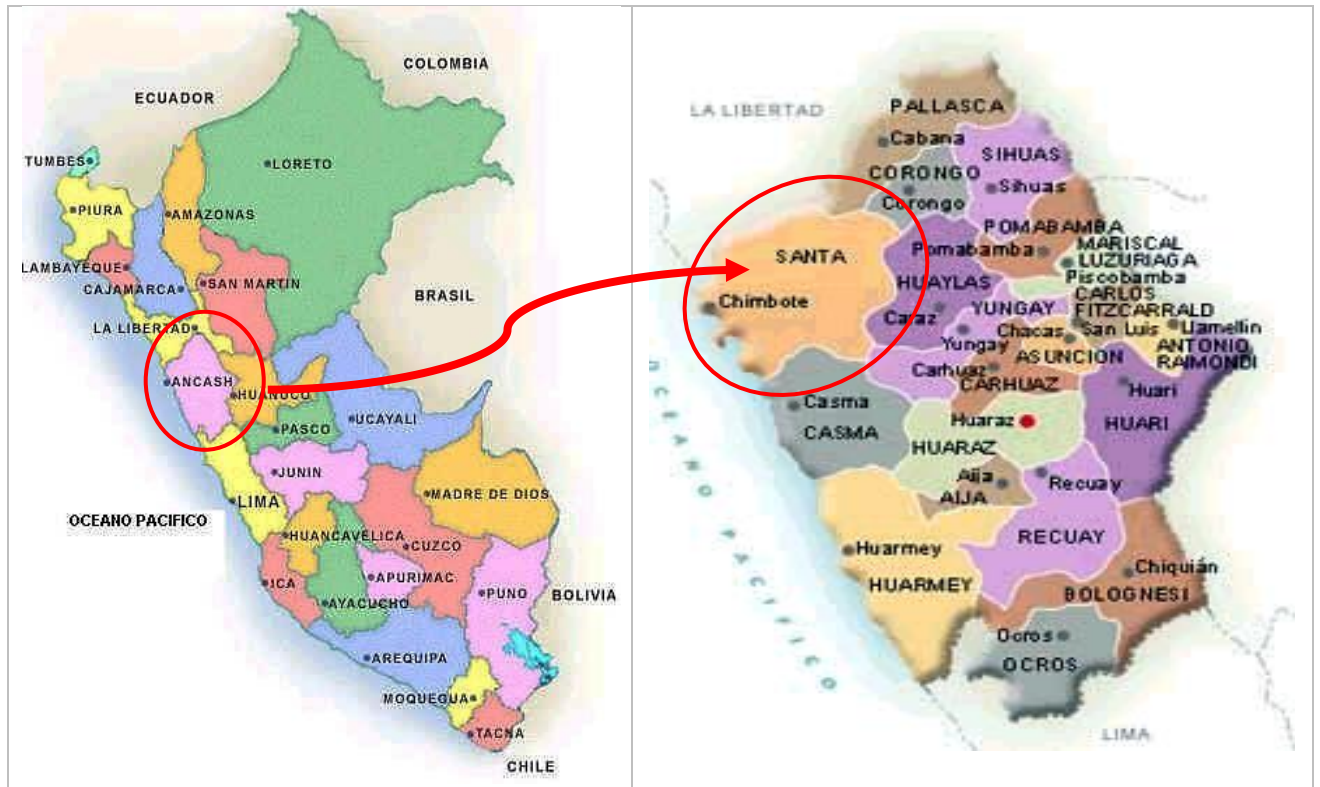 COLOMBIA
ECUADOR
TUMBES
LORETO
PIURA
AMAZONAS
LAMBAYEQUE
SAN MARTIN
CAJAMARCA
BRASIL
LA LIBERTAD
ANCASH
HUANUCO
UCAYALI
PASCO
JUNIN
MADRE DE DIOS
LIMA
OCEANO PACIFICO
HUANCAVELICA
CUZCO
APURIMAC
ICA
PUNO
BOLIVIA
AYACUCHO
AREQUIPA
MOQUEGUA
TACNA
CHILE
LA LIBERTAD
PALLASCA
Cabana
SIHUAS
CORONGO
Sihuas
Corongo
POMABAMBA
Pomabamba
MARISCAL
LUZURIAGA
SANTA
Piscobamba
HUAYLAS
CARLOS
FITZCARRALD
Chimbote
YUNGAY
Caraz
Chacas
San Luis
Llamellin
Yungay
ANTONIO
RAIMONDI
ASUNCION
Carhuaz
CARHUAZ
Huari
Casma
CASMA
Huaraz
HUARI
HUARAZ
Aija
AIJA
Recuay
OCEANO PACIFICO
RECUAY
Huarmey
HUARMEY
Chiquián
BOLOGNESI
Ocros
OCROS
LIMA